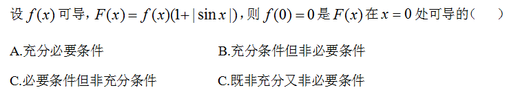 设 f(x) 可导, F(x) = f(x)(1+|sin x|), 则 f(0) = 0 是 F(x) 在 x = 0 处可导的( )
A.充分必要条件 B.充分条件但非必要条件
C.必要条件但非充分条件 C.既非充分又非必要条件